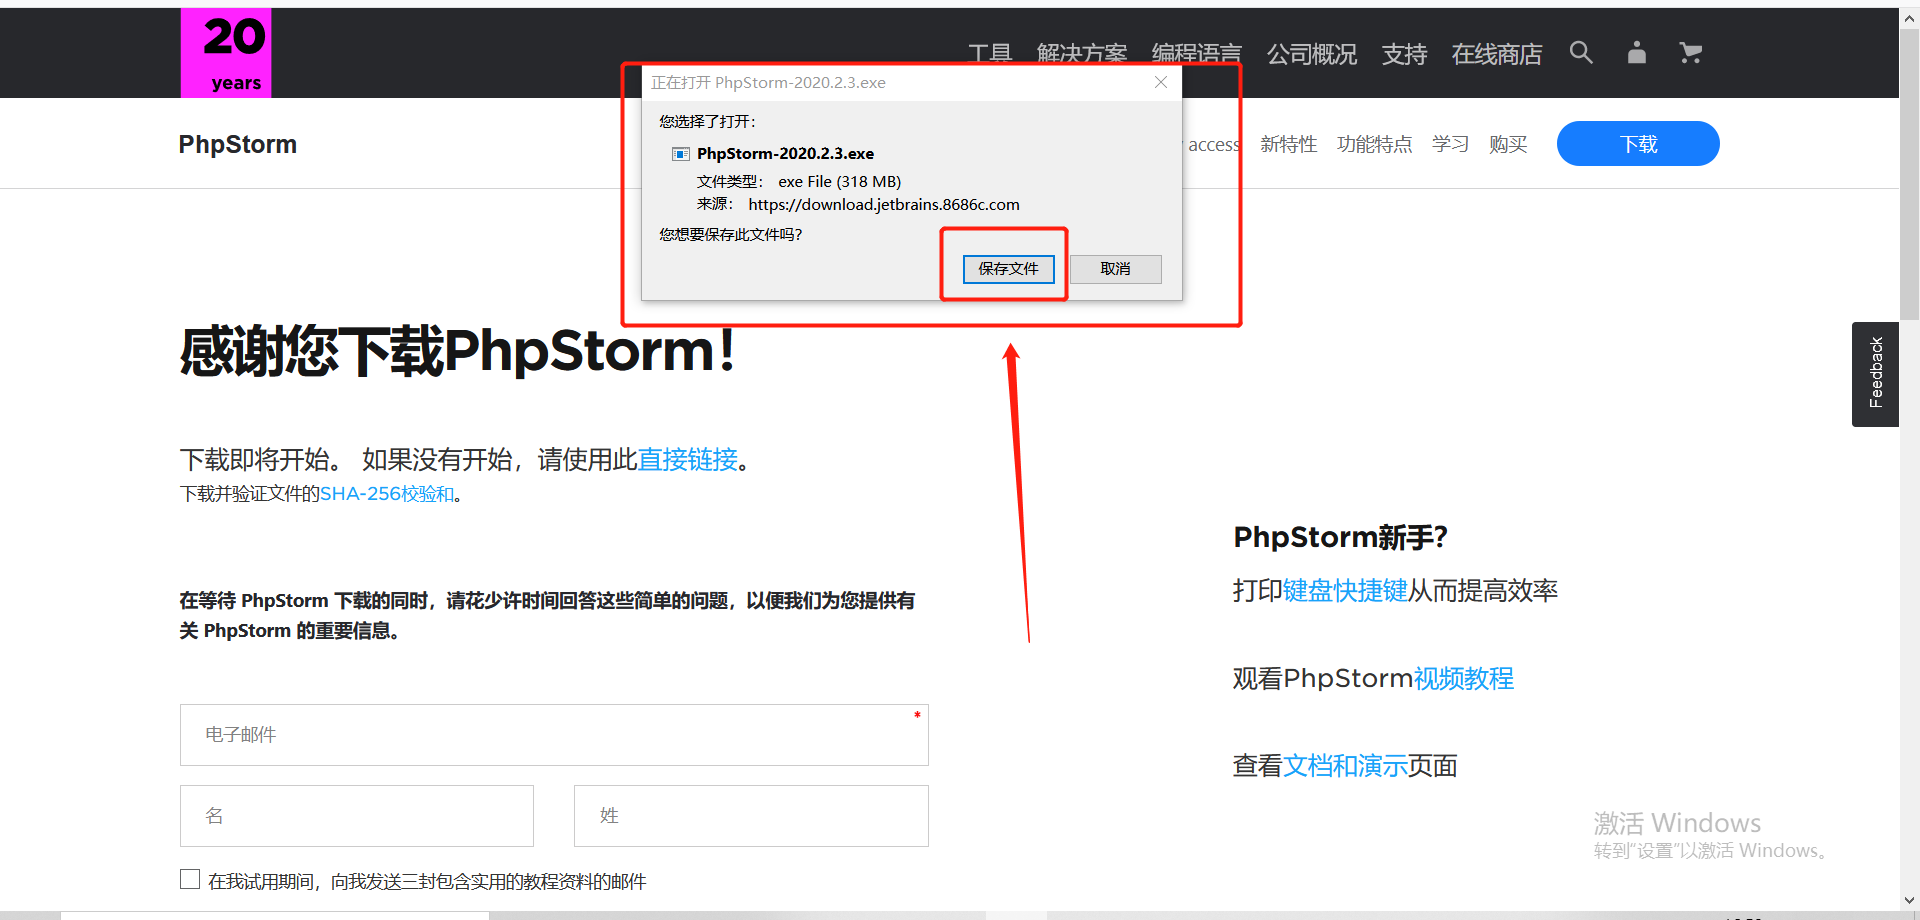 20
years
工具 解决方案 编程语言 公司概况 支持 在线商店
正在打开 PhpStorm-2020.2.3.exe
您选择了打开：
PhpStorm-2020.2.3.exe
文件类型： exe File (318 MB)
来源： https://download.jetbrains.8686c.com
您想要保存此文件吗？
保存文件 取消
PhpStorm
access 新特性 功能特点 学习 购买 下载
感谢您下载PhpStorm！
下载即将开始。 如果没有开始，请使用此直接链接。
下载并验证文件的SHA-256校验和。
在等待 PhpStorm 下载的同时，请花少许时间回答这些简单的问题，以便我们为您提供有
关 PhpStorm 的重要信息。
电子邮件 *
名 姓
在我试用期间，向我发送三封包含实用的教程资料的邮件
PhpStorm新手？
打印键盘快捷键从而提高效率
观看PhpStorm视频教程
查看文档和演示页面
Feedback
激活 Windows
转到“设置”以激活 Windows。